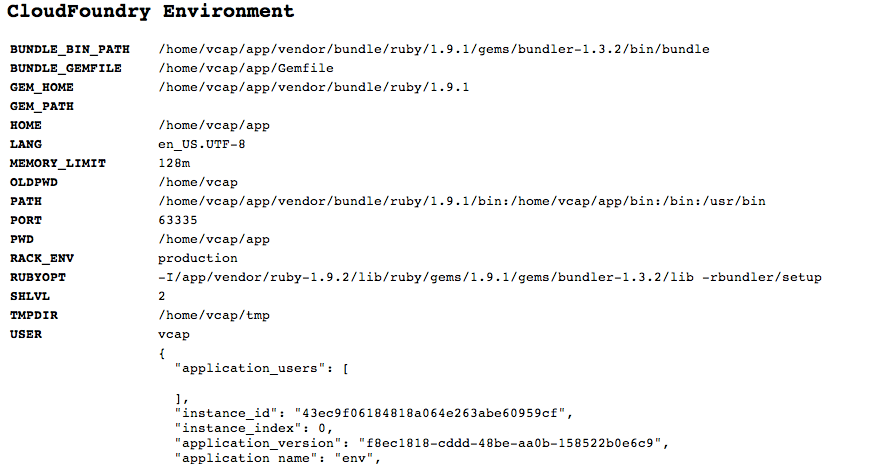 CloudFoundry Environment
BUNDLE_BIN_PATH /home/vcap/app/vendor/bundle/ruby/1.9.1/gems/bundler-1.3.2/bin/bundle
BUNDLE_GEMFILE /home/vcap/app/Gemfile
GEM_HOME /home/vcap/app/vendor/bundle/ruby/1.9.1
GEM_PATH
HOME /home/vcap/app
LANG en_US.UTF-8
MEMORY_LIMIT 128m
OLDPWD /home/vcap
PATH /home/vcap/app/vendor/bundle/ruby/1.9.1/bin:/home/vcap/app/bin:/bin:/usr/bin
PORT 63335
PWD /home/vcap/app
RACK_ENV production
RUBYOPT -I/app/vendor/ruby-1.9.2/lib/ruby/gems/1.9.1/gems/bundler-1.3.2/lib -rbundler/setup
SHLVL 2
TMPDIR /home/vcap/tmp
USER vcap
{
"application_users": [
],
"instance_id": "43ec9f06184818a064e263abe60959cf",
"instance_index": 0,
"application_version": "f8ec1818-cddd-48be-aa0b-158522b0e6c9",
"application_name": "env",